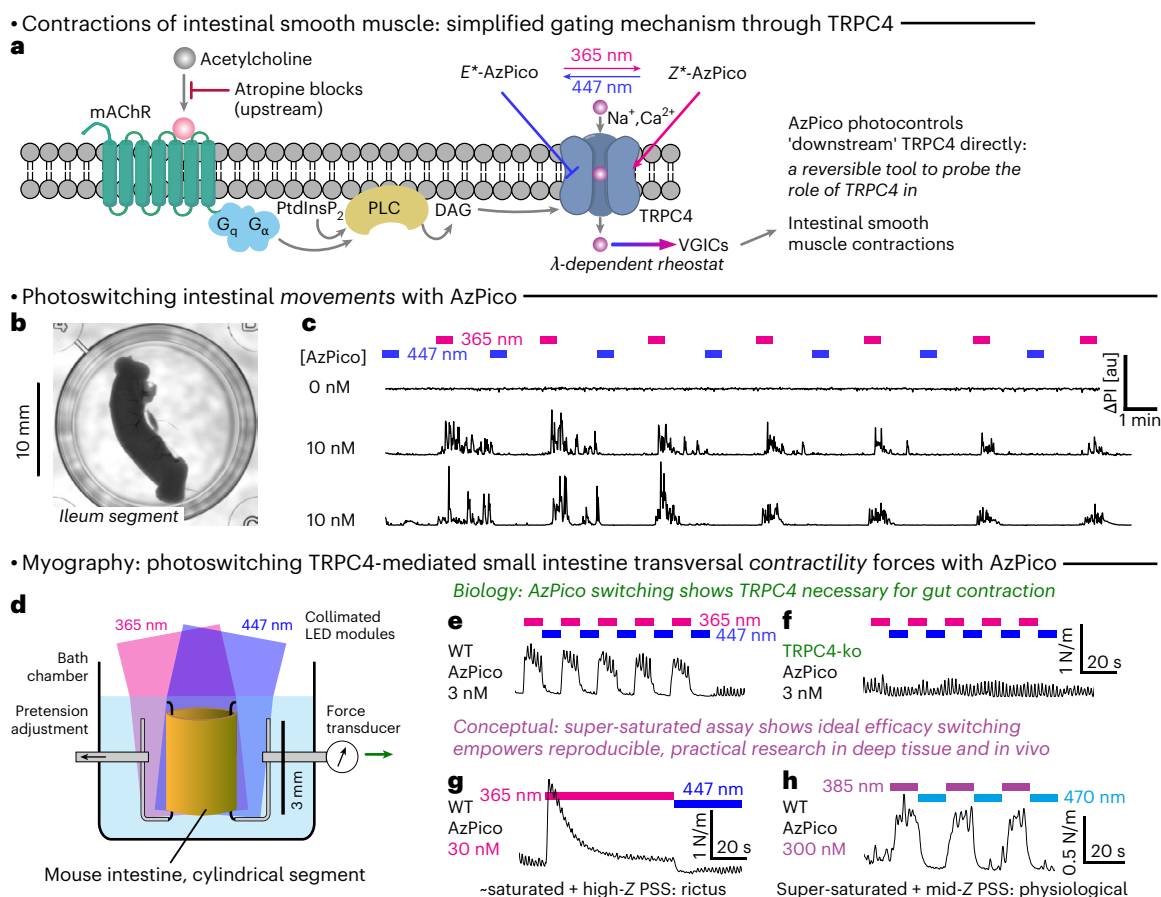 • Contractions of intestinal smooth muscle: simplified gating mechanism through TRPC4
a
Acetylcholine
Atropine blocks
(upstream)
mAChR
E*-AzPico
365 nm
447 nm
Z*-AzPico
Na⁺,Ca²⁺
PtdInsP₂
PLC
DAG
Gq Gα
TRPC4
VGICs
λ-dependent rheostat
AzPico photocontrols
'downstream' TRPC4 directly:
a reversible tool to probe the
role of TRPC4 in
Intestinal smooth
muscle contractions
• Photoswitching intestinal movements with AzPico
b
10 mm
Ileum segment
c
365 nm
[AzPico] 447 nm
0 nM
10 nM
10 nM
ΔPI [au]
1 min
• Myography: photoswitching TRPC4-mediated small intestine transversal contractility forces with AzPico
d
365 nm
447 nm
Collimated
LED modules
Bath
chamber
Pretension
adjustment
Force
transducer
3 mm
Mouse intestine, cylindrical segment
Biology: AzPico switching shows TRPC4 necessary for gut contraction
e
365 nm
447 nm
WT
AzPico
3 nM
f
TRPC4-ko
AzPico
3 nM
1 N/m
20 s
Conceptual: super-saturated assay shows ideal efficacy switching
empowers reproducible, practical research in deep tissue and in vivo
g
365 nm
447 nm
WT
AzPico
30 nM
1 N/m
20 s
~saturated + high-Z PSS: rictus
h
385 nm
470 nm
WT
AzPico
300 nM
0.5 N/m
20 s
Super-saturated + mid-Z PSS: physiological